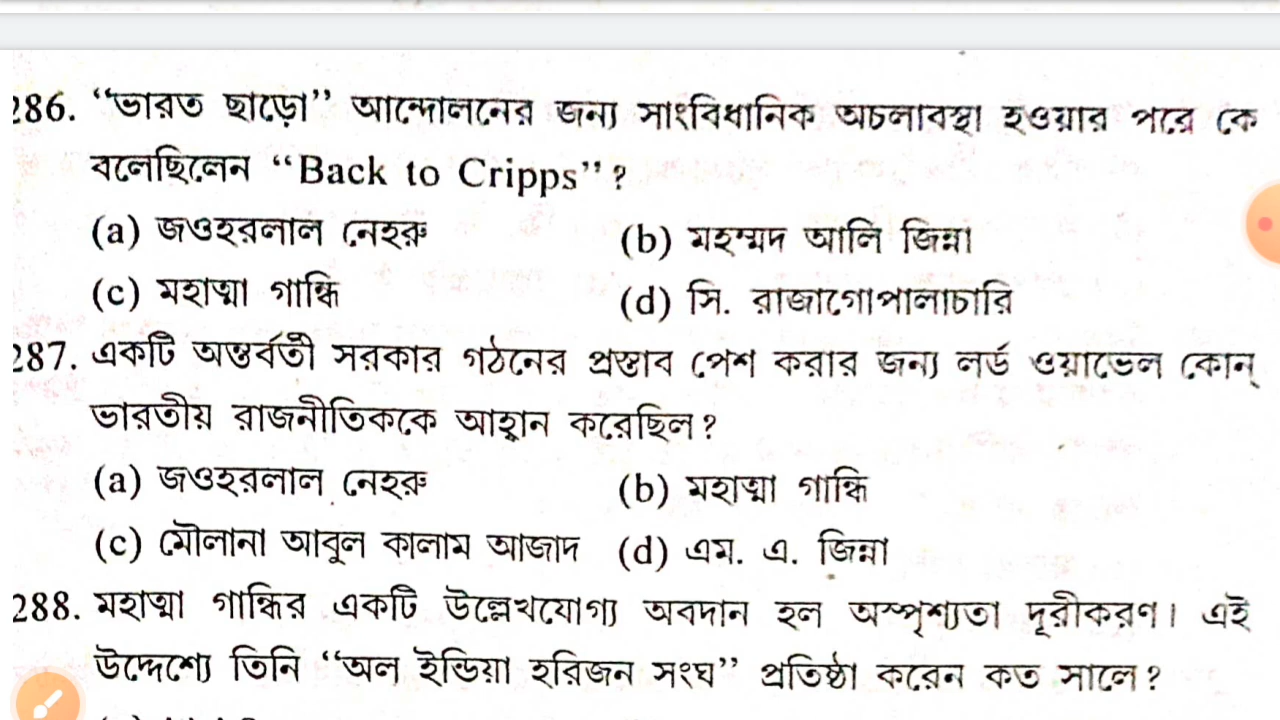 286. “ভারত ছাড়ো” আন্দোলনের জন্য সাংবিধানিক অচলাবস্থা হওয়ার পরে কে
বলেছিলেন “Back to Cripps”?
(a) জওহরলাল নেহরু (b) মহম্মদ আলি জিন্না
(c) মহাত্মা গান্ধি (d) সি. রাজাগোপালাচারি
287. একটি অন্তর্বর্তী সরকার গঠনের প্রস্তাব পেশ করার জন্য লর্ড ওয়াভেল কোন্
ভারতীয় রাজনীতিককে আহ্বান করেছিল?
(a) জওহরলাল নেহরু (b) মহাত্মা গান্ধি
(c) মৌলানা আবুল কালাম আজাদ (d) এম. এ. জিন্না
288. মহাত্মা গান্ধির একটি উল্লেখযোগ্য অবদান হল অস্পৃশ্যতা দূরীকরণ। এই
উদ্দেশ্যে তিনি “অল ইন্ডিয়া হরিজন সংঘ” প্রতিষ্ঠা করেন কত সালে?